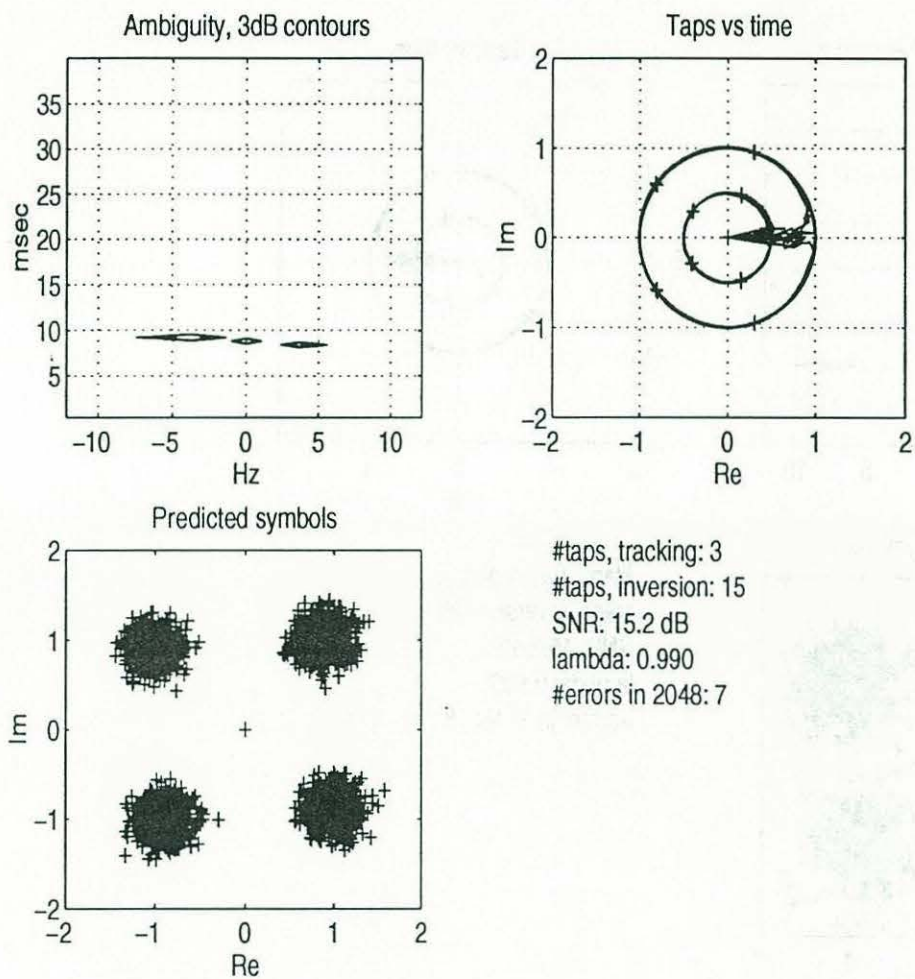 Ambiguity, 3dB contours
35
30
25
20
15
10
5
msec
−10
−5
0
5
10
Hz
Taps vs time
2
1
0
−1
−2
Im
−2
−1
0
1
2
Re
Predicted symbols
2
1
0
−1
−2
Im
−2
−1
0
1
2
Re
#taps, tracking: 3
#taps, inversion: 15
SNR: 15.2 dB
lambda: 0.990
#errors in 2048: 7